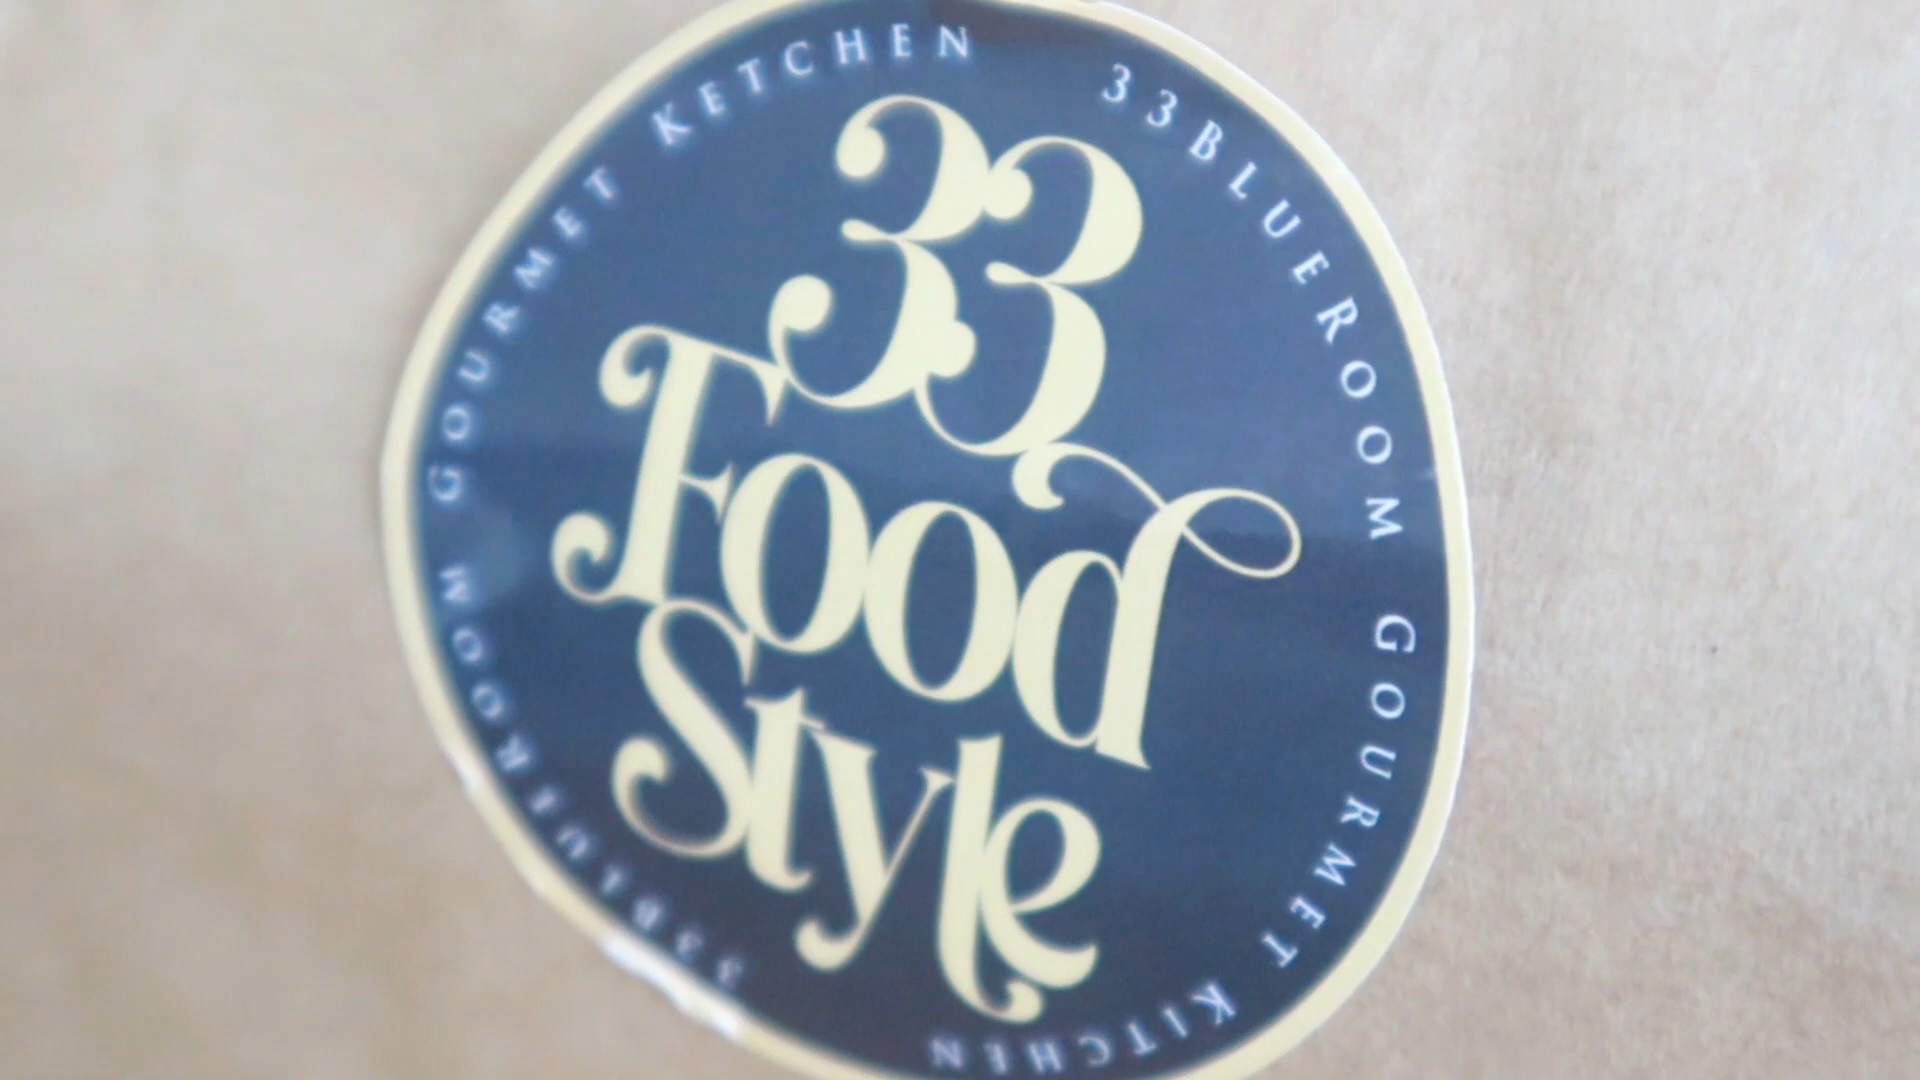 33
Food
Style
33BLUEROOM GOURMET KITCHEN
33BLUEROOM GOURMET KETCHEN